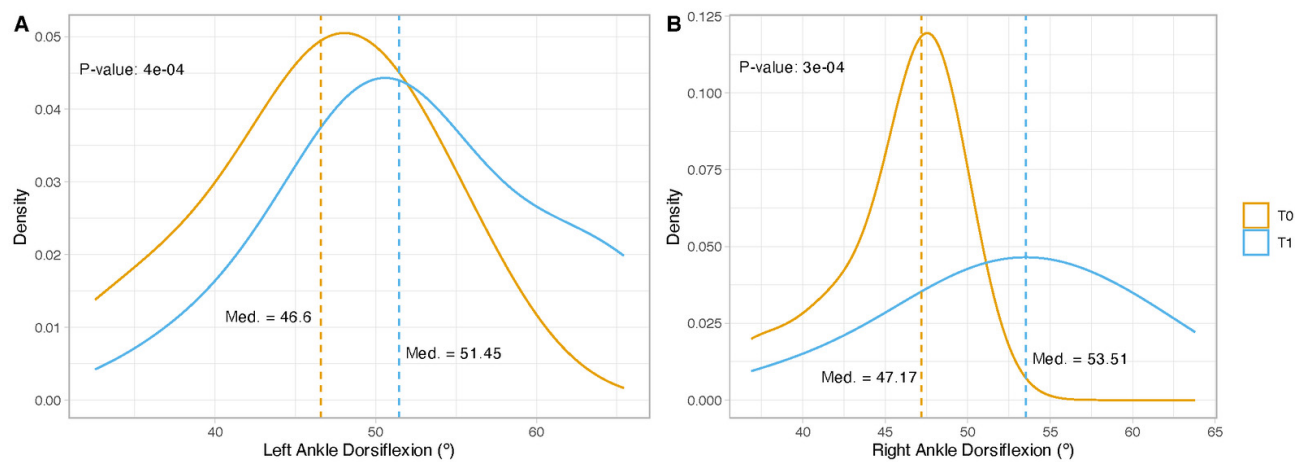 A
P-value: 4e-04
Med. = 46.6
Med. = 51.45
0.05
0.04
0.03
0.02
0.01
0.00
Density
40
50
60
Left Ankle Dorsiflexion (º)
B
P-value: 3e-04
Med. = 53.51
Med. = 47.17
0.125
0.100
0.075
0.050
0.025
0.000
Density
40
45
50
55
60
65
Right Ankle Dorsiflexion (º)
T0
T1